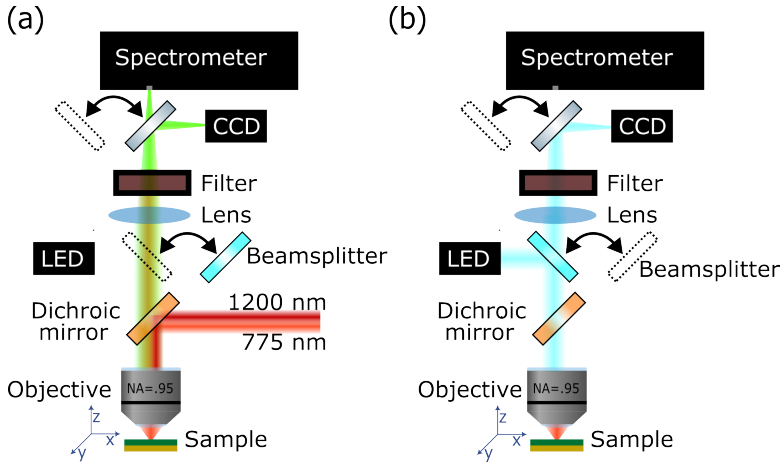 (a)
Spectrometer
CCD
Filter
Lens
LED
Beamsplitter
Dichroic
mirror
1200 nm
775 nm
Objective
NA=.95
z
x
y
Sample
(b)
Spectrometer
CCD
Filter
Lens
LED
Beamsplitter
Dichroic
mirror
Objective
NA=.95
z
x
y
Sample